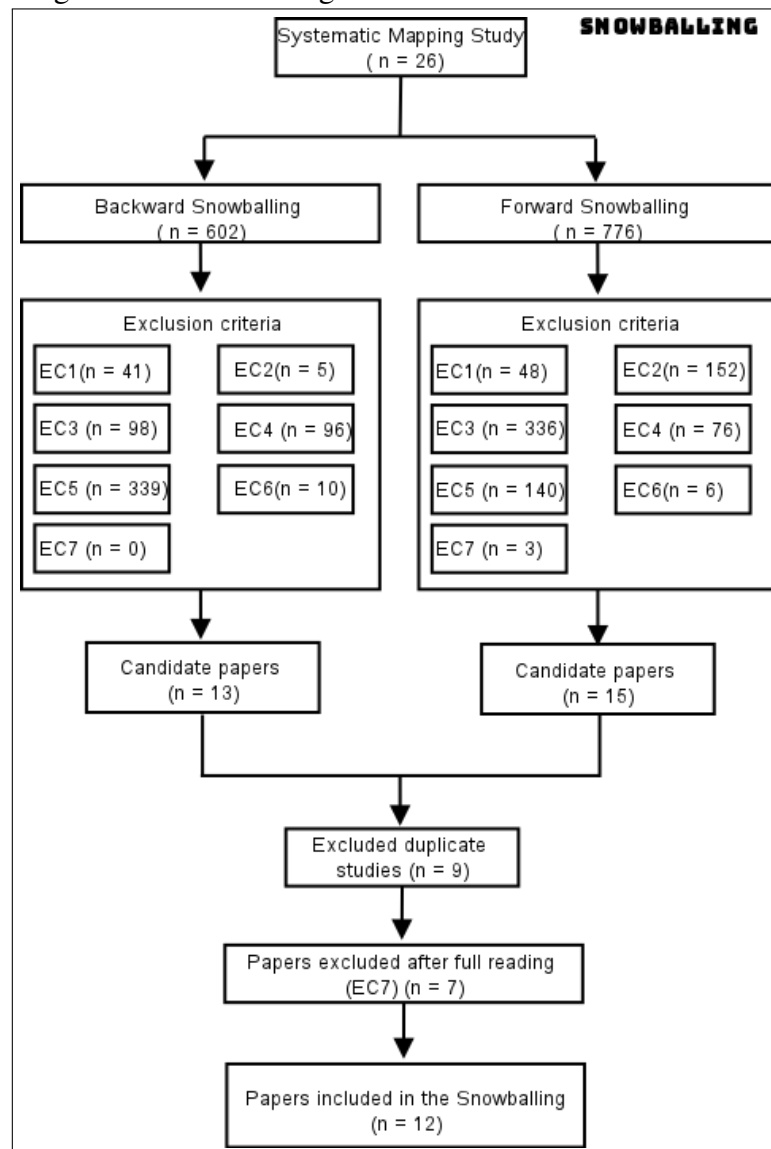 SNOWBALLING
Systematic Mapping Study
( n = 26)
Backward Snowballing
( n = 602)
Forward Snowballing
(n = 776)
Exclusion criteria
EC1(n = 41)
EC2(n = 5)
EC3 (n = 98)
EC4 (n = 96)
EC5 (n = 339)
EC6(n = 10)
EC7 (n = 0)
Exclusion criteria
EC1(n = 48)
EC2(n = 152)
EC3 (n = 336)
EC4 (n = 76)
EC5 (n = 140)
EC6(n = 6)
EC7 (n = 3)
Candidate papers
(n = 13)
Candidate papers
(n = 15)
Excluded duplicate
studies (n = 9)
Papers excluded after full reading
(EC7) (n = 7)
Papers included in the Snowballing
(n = 12)